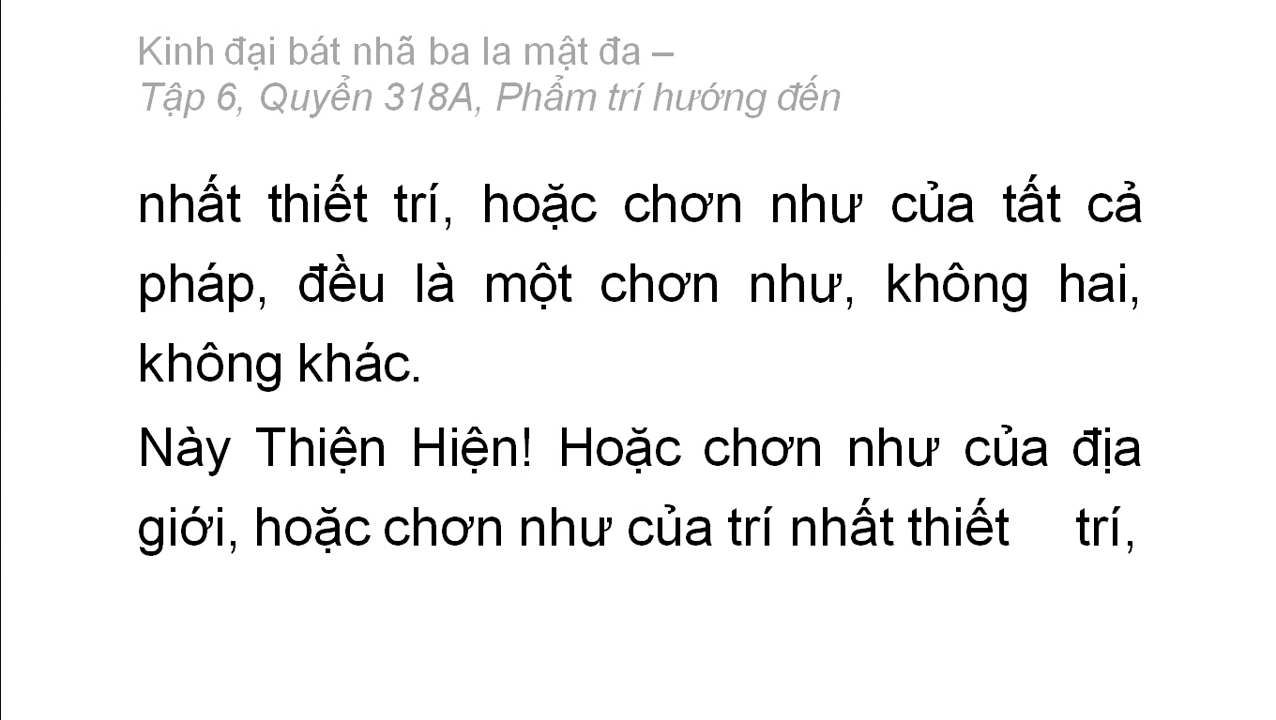 Kinh đại bát nhã ba la mật đa –
Tập 6, Quyển 318A, Phẩm trí hướng đến
nhất thiết trí, hoặc chơn như của tất cả
pháp, đều là một chơn như, không hai,
không khác.
Này Thiện Hiện! Hoặc chơn như của địa
giới, hoặc chơn như của trí nhất thiết trí,